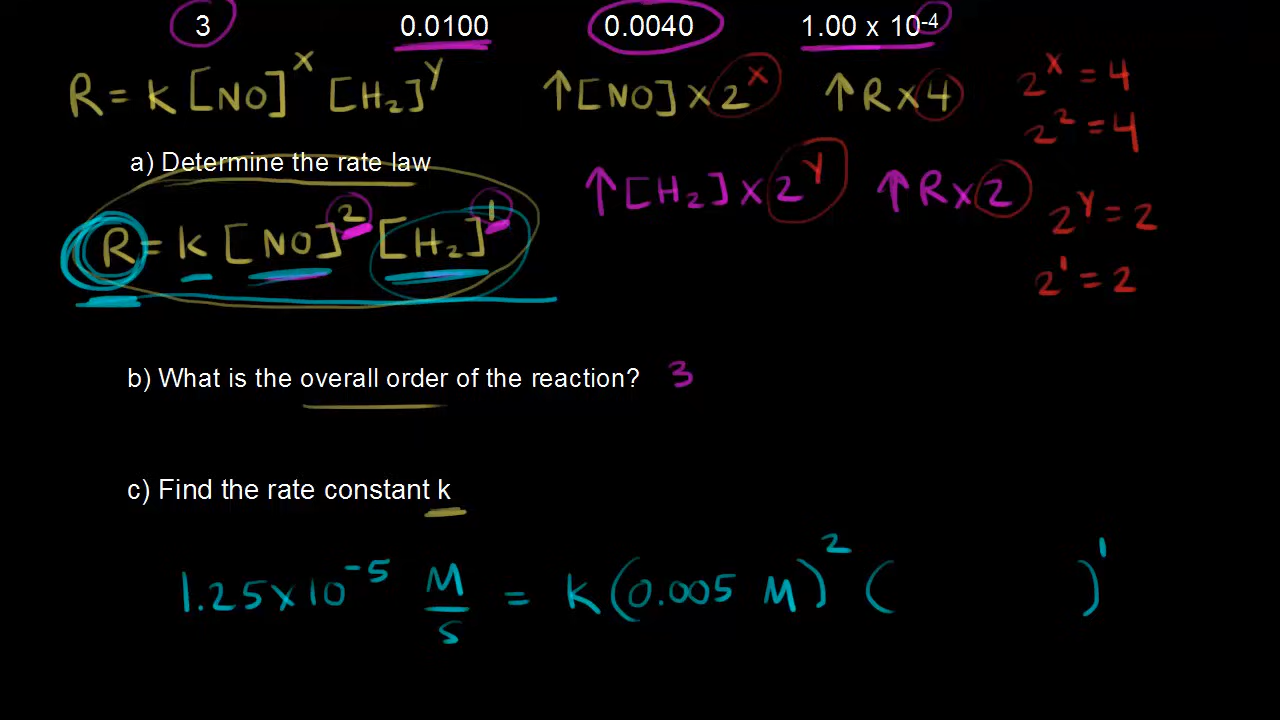 3 0.0100 0.0040 1.00 x 10⁻⁴
R = K [NO]ˣ [H₂]ʸ ↑[NO] x 2ˣ ↑R x 4 2ˣ = 4
2² = 4
a) Determine the rate law
↑[H₂] x 2ʸ ↑R x 2
R = K [NO]² [H₂]¹ 2ʸ = 2
2¹ = 2
b) What is the overall order of the reaction? 3
c) Find the rate constant k
1.25 x 10⁻⁵ M/s = K (0.005 M)² ( )¹